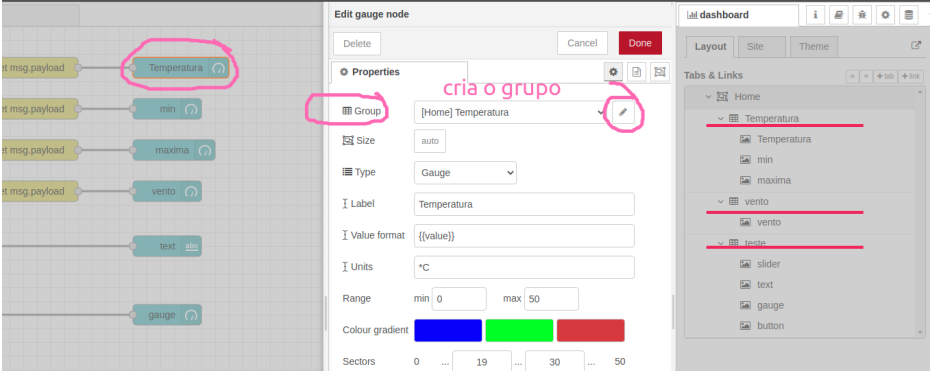 Edit gauge node
Delete
Cancel
Done
Properties
cria o grupo
Group
[Home] Temperatura
Size
auto
Type
Gauge
Label
Temperatura
Value format
{{value}}
Units
*C
Range
min 0
max 50
Colour gradient
Sectors
0 ... 19 ... 30 ... 50
et msg.payload
Temperatura
et msg.payload
min
et msg.payload
maxima
et msg.payload
vento
text
abc
gauge
dashboard
i
Layout
Site
Theme
Tabs & Links
+ tab
+ link
Home
Temperatura
Temperatura
min
maxima
vento
vento
teste
slider
text
gauge
button